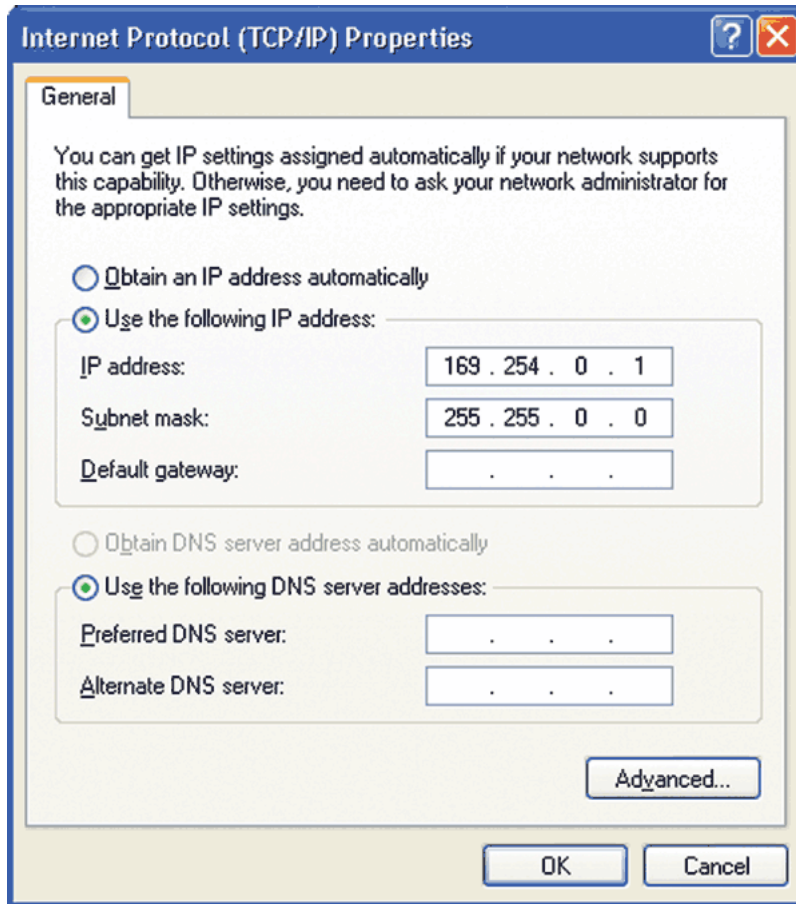 Internet Protocol (TCP/IP) Properties
General
You can get IP settings assigned automatically if your network supports
this capability. Otherwise, you need to ask your network administrator for
the appropriate IP settings.
Obtain an IP address automatically
Use the following IP address:
IP address: 169 . 254 . 0 . 1
Subnet mask: 255 . 255 . 0 . 0
Default gateway: . . .
Obtain DNS server address automatically
Use the following DNS server addresses:
Preferred DNS server: . . .
Alternate DNS server: . . .
Advanced...
OK Cancel